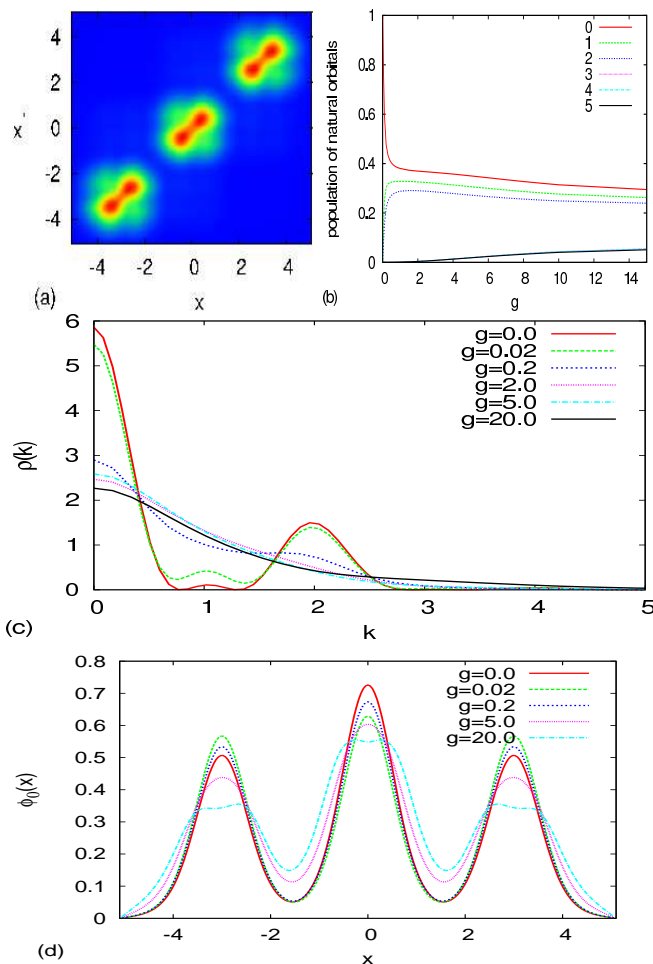 4
2
0
-2
-4
x '
-4 -2 0 2 4
x
(a)
1
0.8
0.6
0.4
0.2
0
population of natural orbitals
0
1
2
3
4
5
0 2 4 6 8 10 12 14
g
(b)
6
5
4
3
2
1
0
ρ(k)
g=0.0
g=0.02
g=0.2
g=2.0
g=5.0
g=20.0
0 1 2 3 4 5
k
(c)
0.8
0.7
0.6
0.5
0.4
0.3
0.2
0.1
0
ϕ0(x)
g=0.0
g=0.02
g=0.2
g=5.0
g=20.0
-4 -2 0 2 4
x
(d)